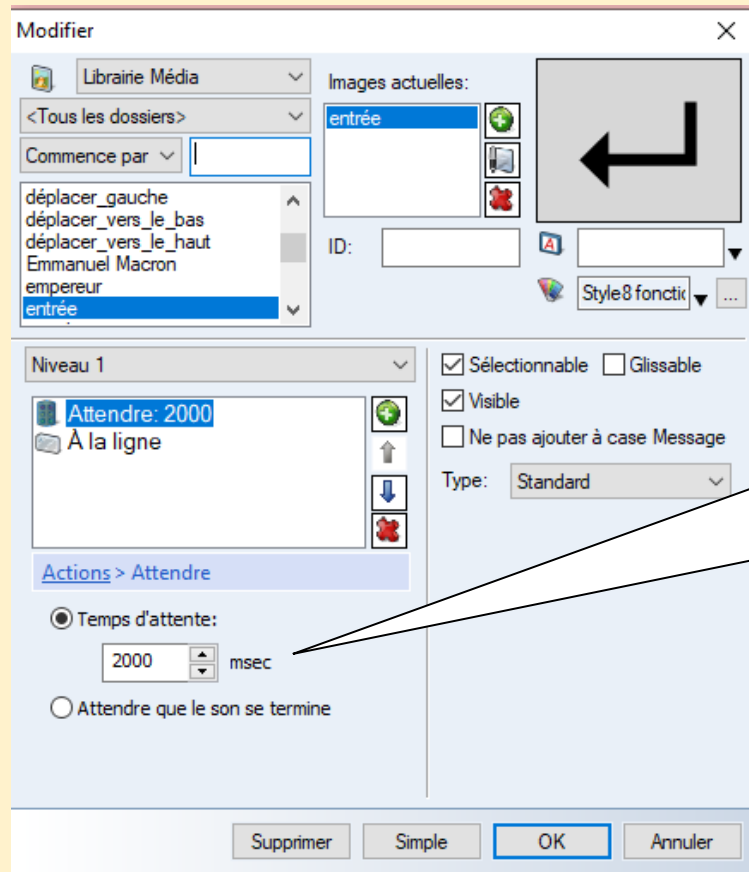 Modifier
Librairie Média
<Tous les dossiers>
Commence par
déplacer_gauche
déplacer_vers_le_bas
déplacer_vers_le_haut
Emmanuel Macron
empereur
entrée
Images actuelles:
entrée
ID:
Style8 fonctic
...
Niveau 1
Attendre: 2000
À la ligne
Actions > Attendre
Temps d'attente:
2000 msec
Attendre que le son se termine
Sélectionnable Glissable
Visible
Ne pas ajouter à case Message
Type: Standard
Supprimer Simple OK Annuler